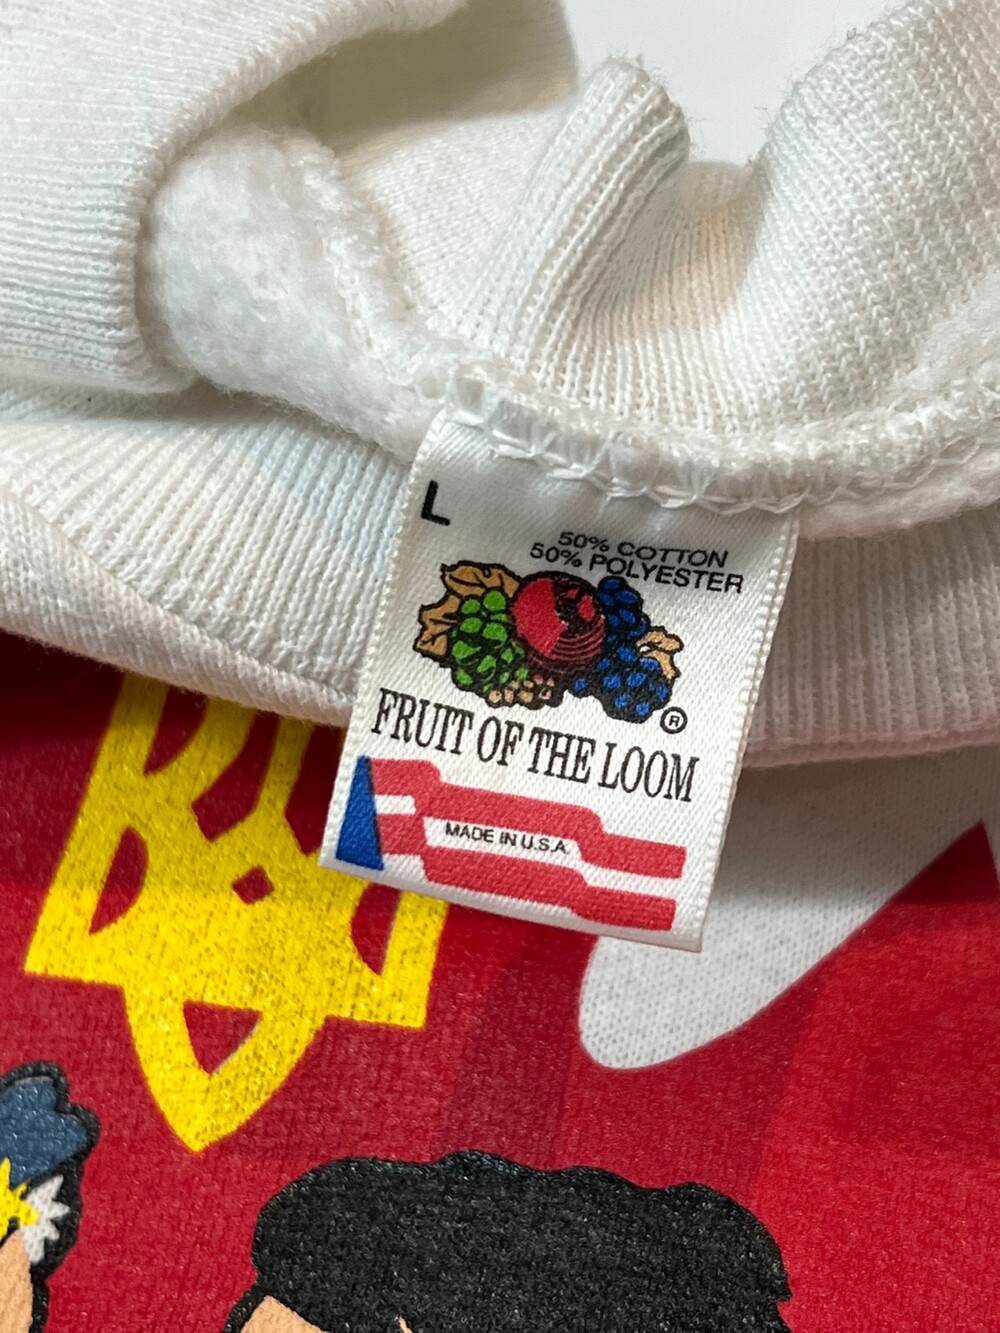 L
50% COTTON
50% POLYESTER
®
FRUIT OF THE LOOM
MADE IN U.S.A.